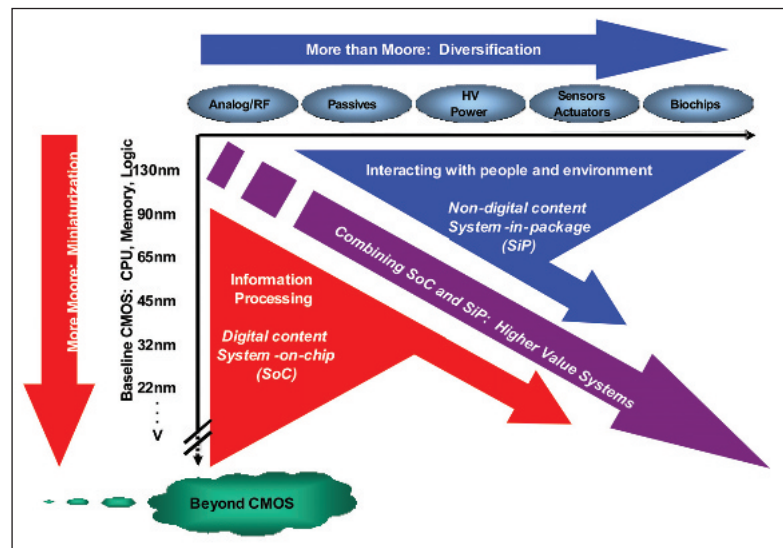 More than Moore: Diversification
Analog/RF
Passives
HV
Power
Sensors
Actuators
Biochips
More Moore: Miniaturization
Baseline CMOS: CPU, Memory, Logic
130nm
90nm
65nm
45nm
32nm
22nm
V
Interacting with people and environment
Non-digital content
System-in-package
(SiP)
Combining SoC and SiP: Higher Value Systems
Information
Processing
Digital content
System-on-chip
(SoC)
Beyond CMOS